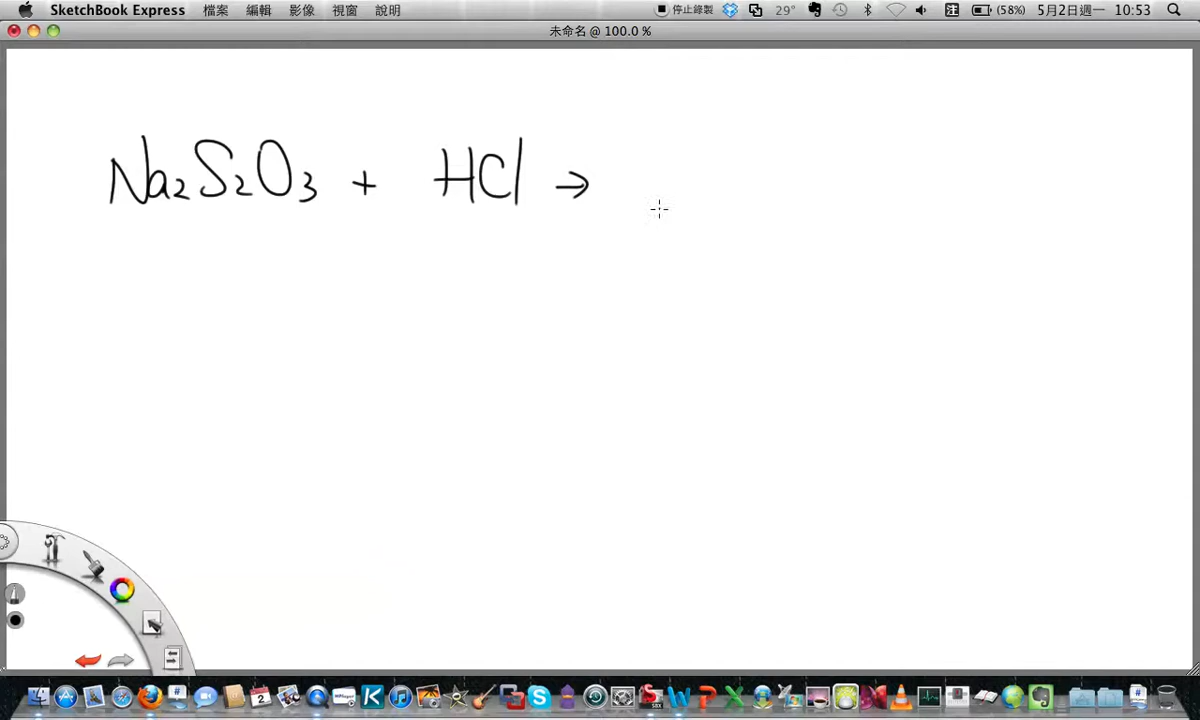 SketchBook Express 檔案 編輯 影像 視窗 說明 停止錄製 29° 注 (58%) 5月2日週一 10:53
未命名 @ 100.0 %
Na₂S₂O₃ + HCl →